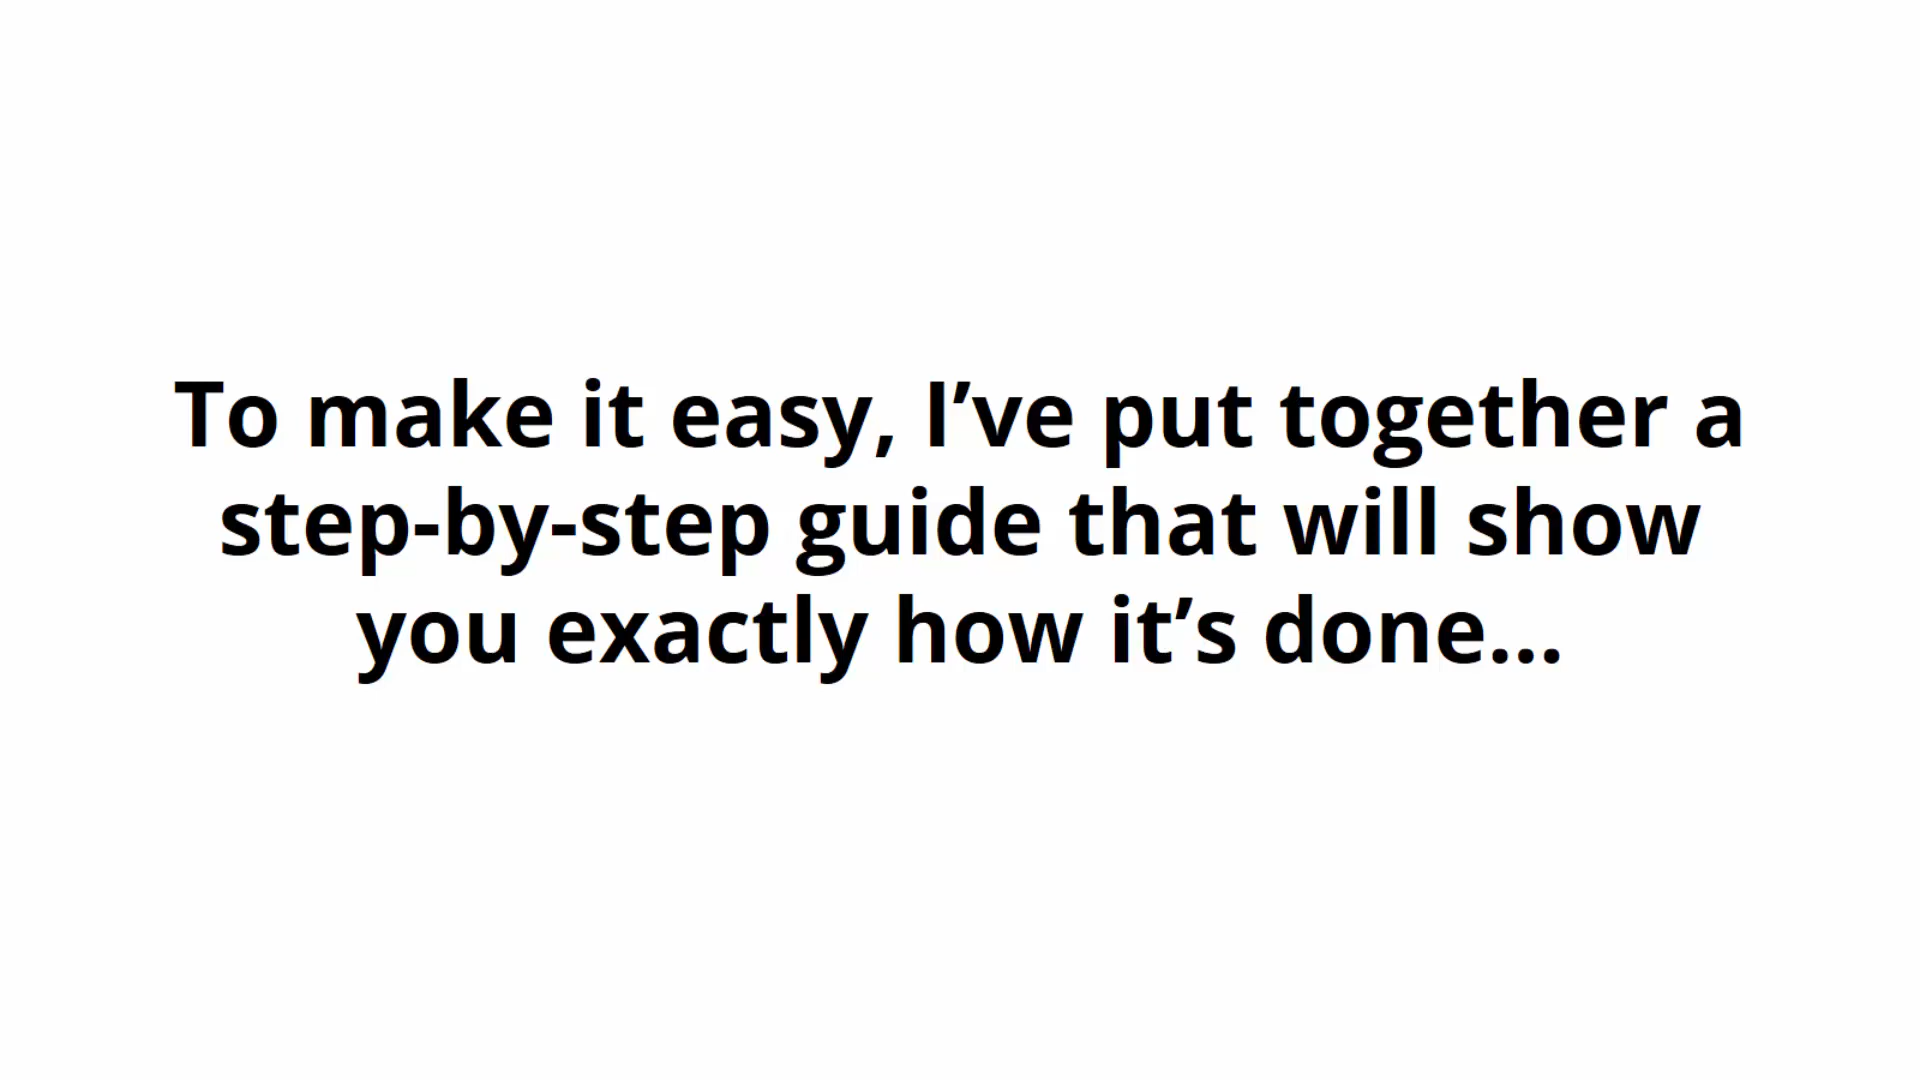 To make it easy, I’ve put together a
step-by-step guide that will show
you exactly how it’s done...